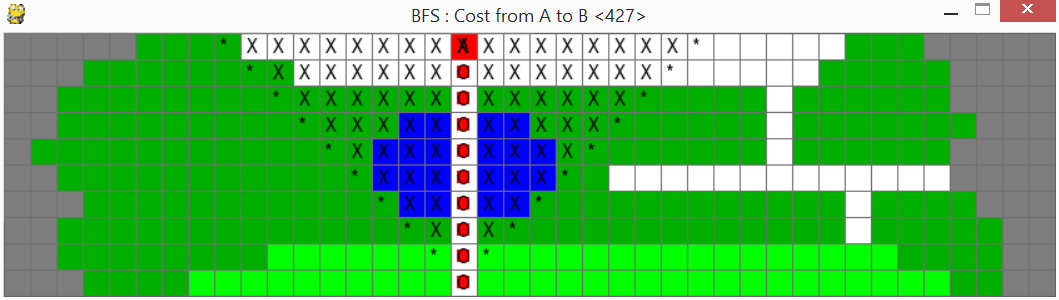 BFS : Cost from A to B <427>
* X X X X X X X X X X X X X X X X X *
* X X X X X X X O X X X X X X X *
* X X X X X X O X X X X X X *
* X X X X X O X X X X X *
* X X X X O X X X X *
* X X X O X X X *
* X X O X X *
* X O X *
* O *
O